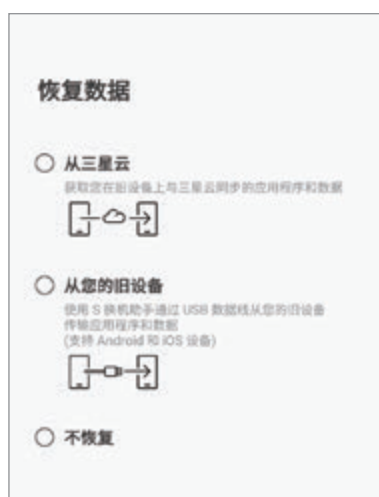 恢复数据
从三星云
获取您在旧设备上与三星云同步的应用程序和数据
从您的旧设备
使用 S 换机助手通过 USB 数据线从您的旧设备
传输应用程序和数据
(支持 Android 和 iOS 设备)
不恢复